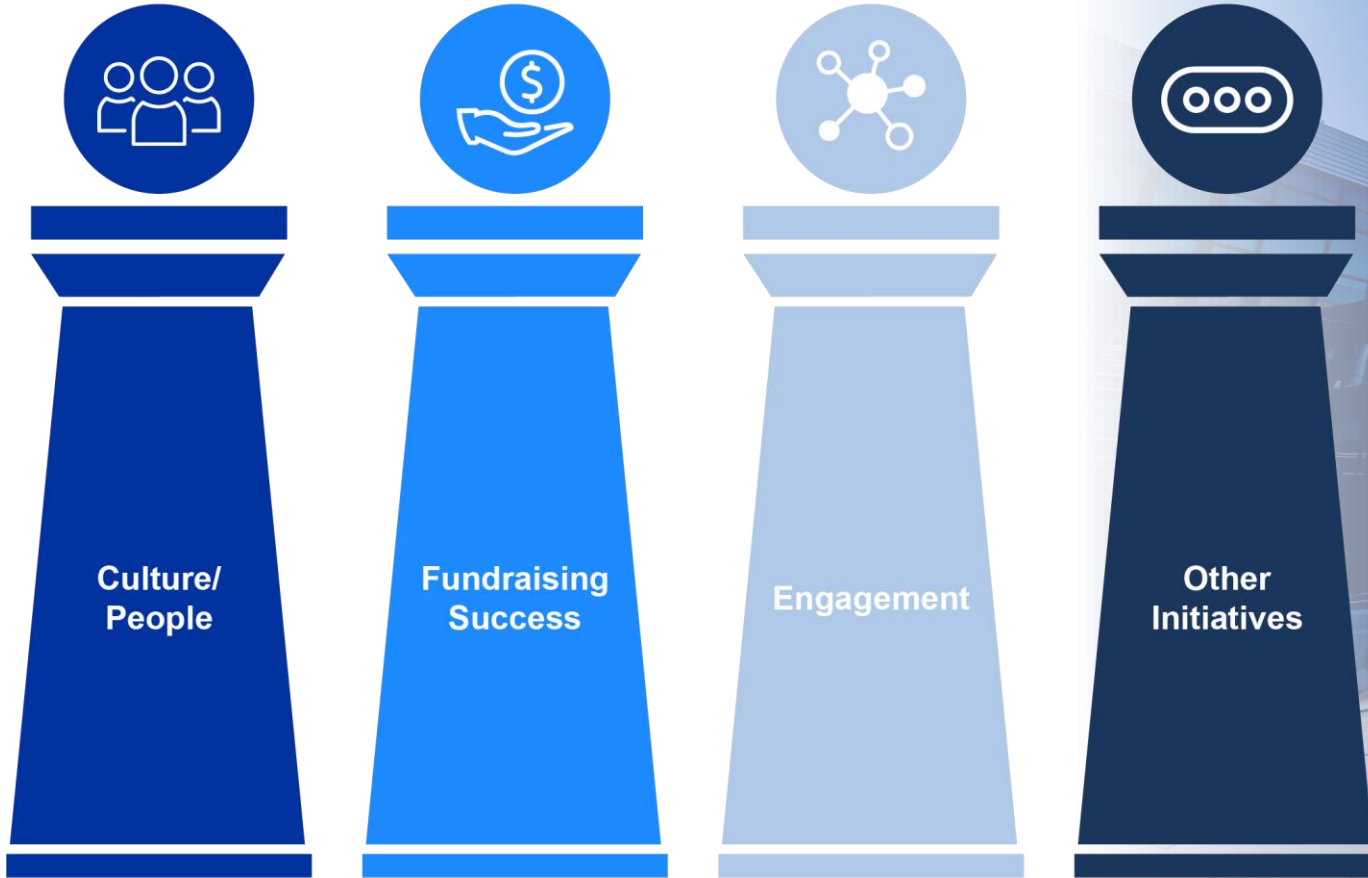 Culture/
People
Fundraising
Success
Engagement
Other
Initiatives